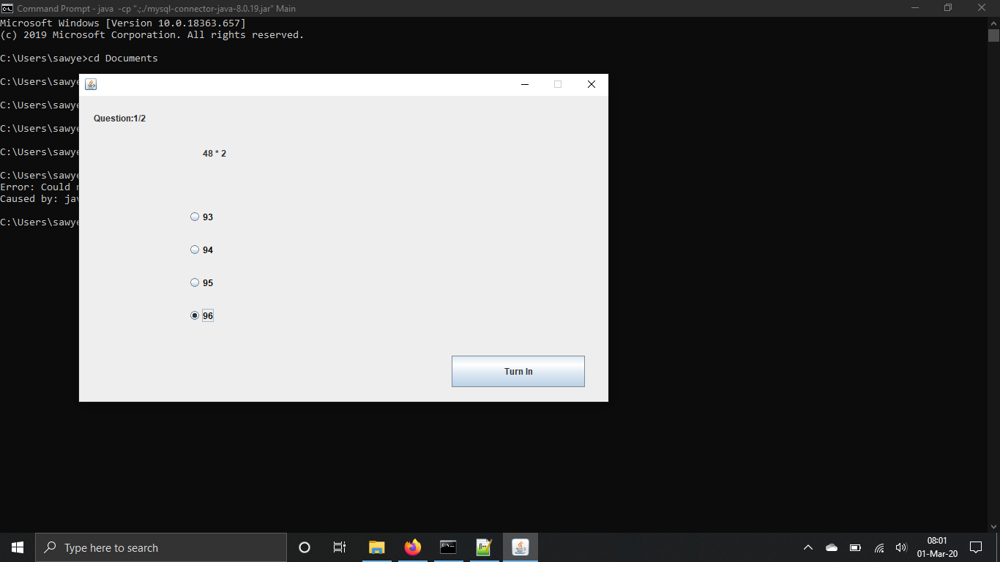 Command Prompt - java -cp ".;./mysql-connector-java-8.0.19.jar" Main
Microsoft Windows [Version 10.0.18363.657]
(c) 2019 Microsoft Corporation. All rights reserved.
C:\Users\sawye>cd Documents
C:\Users\sawye
C:\Users\sawye
C:\Users\sawye
C:\Users\sawye
C:\Users\sawye
Error: Could
Caused by: jav
C:\Users\sawye
Question:1/2
48 * 2
93
94
95
96
Turn In
Type here to search
08:01
01-Mar-20